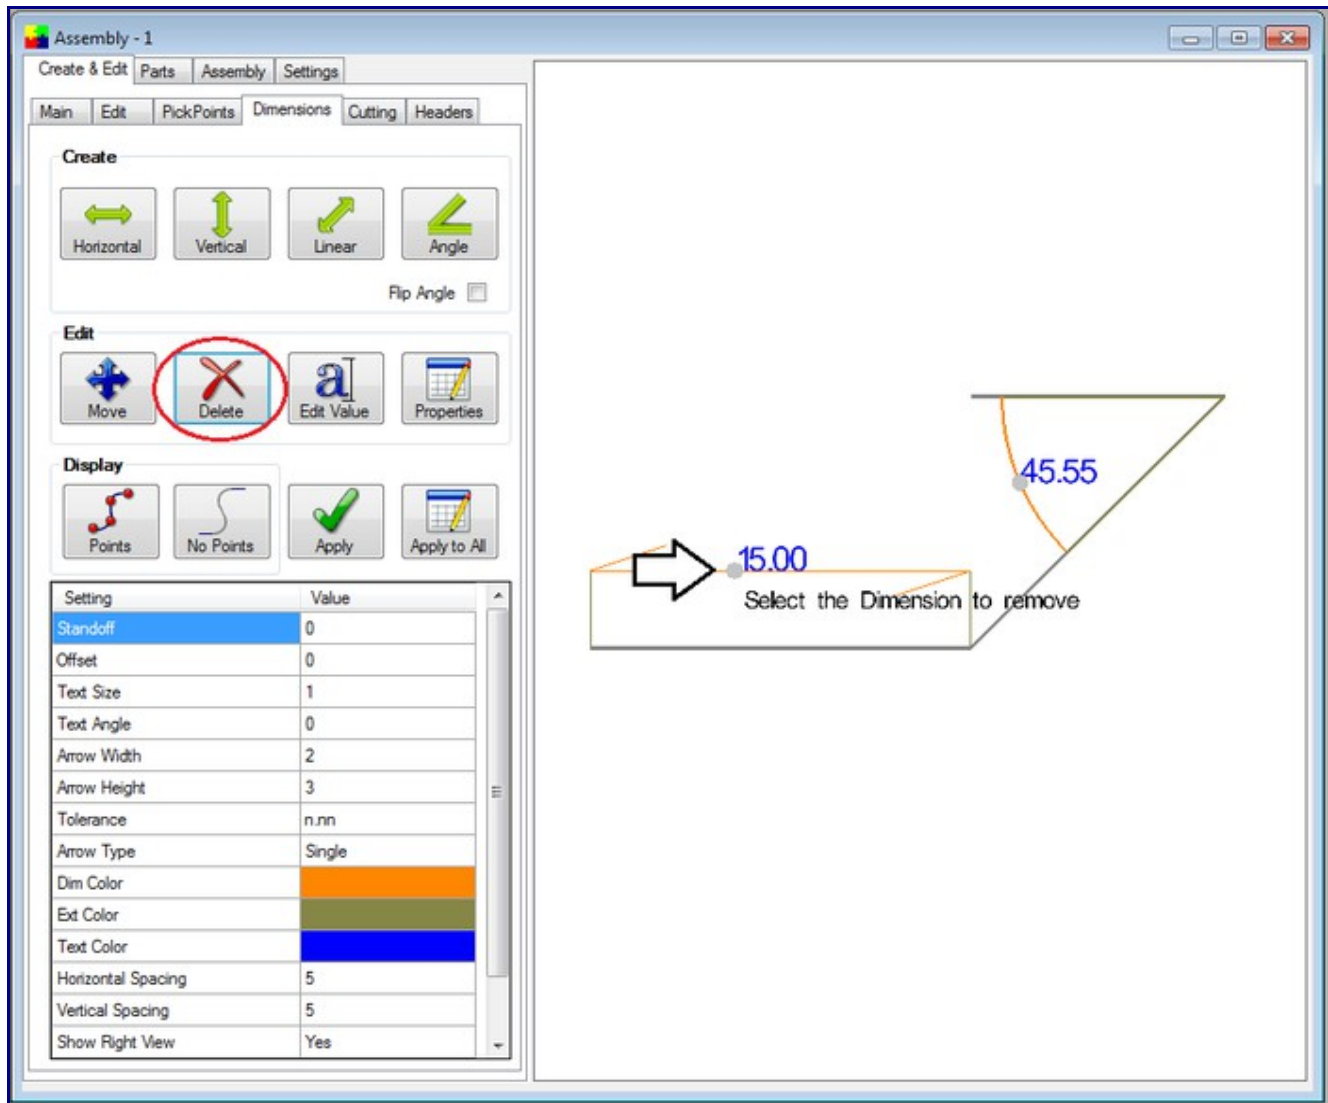 Assembly - 1
Create & Edit Parts Assembly Settings
Main Edit PickPoints Dimensions Cutting Headers
Create
Horizontal Vertical Linear Angle
Flip Angle
Edit
Move Delete Edit Value Properties
Display
Points No Points Apply Apply to All
Setting Value
Standoff 0
Offset 0
Text Size 1
Text Angle 0
Arrow Width 2
Arrow Height 3
Tolerance n.nn
Arrow Type Single
Dim Color
Ext Color
Text Color
Horizontal Spacing 5
Vertical Spacing 5
Show Right View Yes
45.55
15.00
Select the Dimension to remove